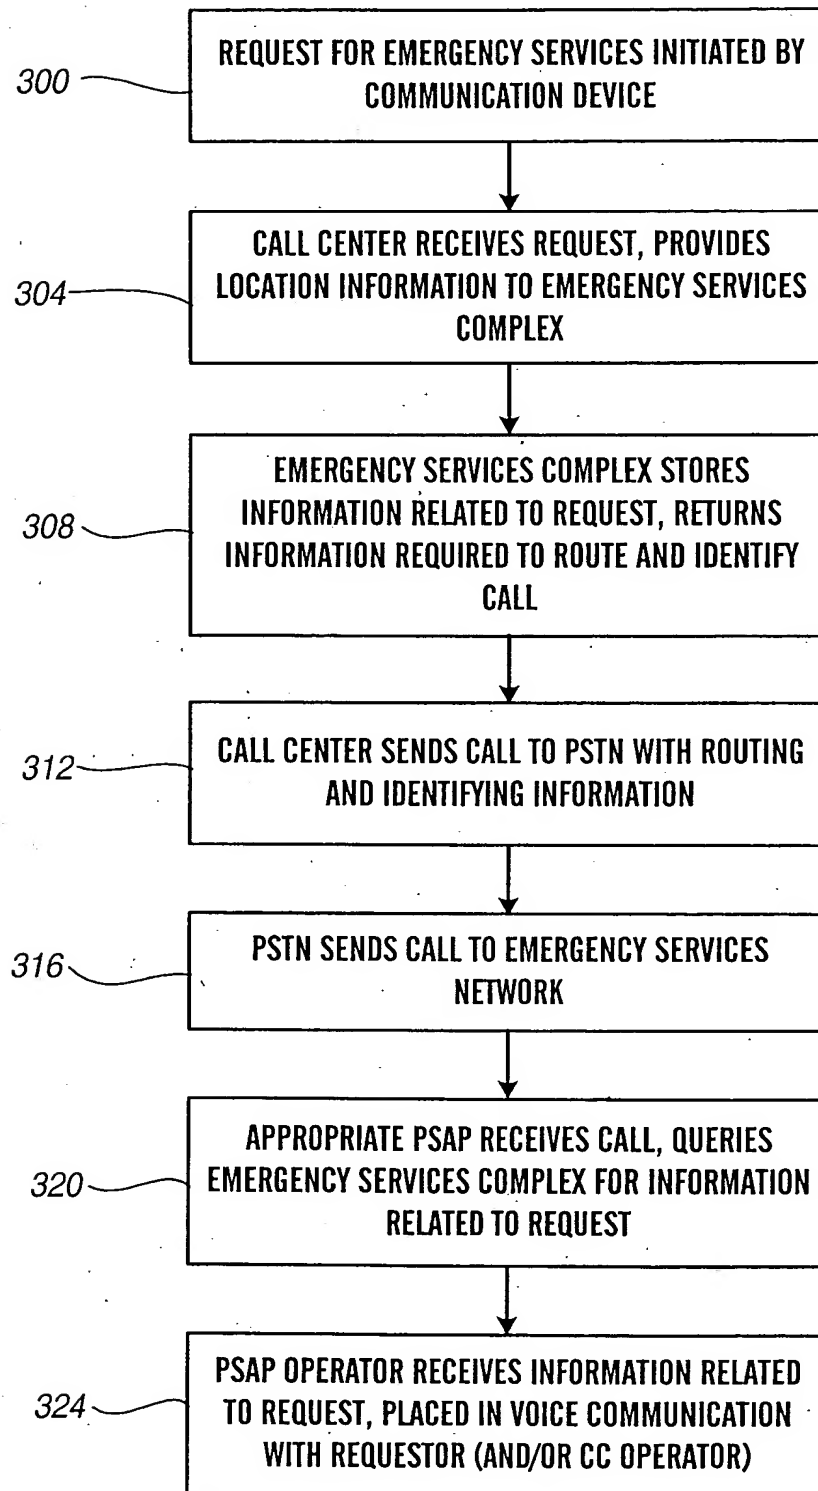 300
REQUEST FOR EMERGENCY SERVICES INITIATED BY
COMMUNICATION DEVICE
304
CALL CENTER RECEIVES REQUEST, PROVIDES
LOCATION INFORMATION TO EMERGENCY SERVICES
COMPLEX
308
EMERGENCY SERVICES COMPLEX STORES
INFORMATION RELATED TO REQUEST, RETURNS
INFORMATION REQUIRED TO ROUTE AND IDENTIFY
CALL
312
CALL CENTER SENDS CALL TO PSTN WITH ROUTING
AND IDENTIFYING INFORMATION
316
PSTN SENDS CALL TO EMERGENCY SERVICES
NETWORK
320
APPROPRIATE PSAP RECEIVES CALL, QUERIES
EMERGENCY SERVICES COMPLEX FOR INFORMATION
RELATED TO REQUEST
324
PSAP OPERATOR RECEIVES INFORMATION RELATED
TO REQUEST, PLACED IN VOICE COMMUNICATION
WITH REQUESTOR (AND/OR CC OPERATOR)